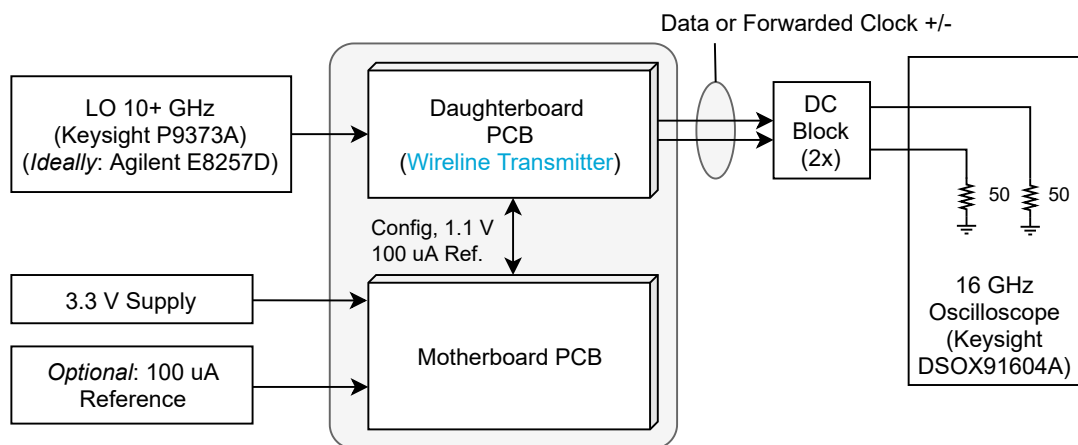 Data or Forwarded Clock +/-
LO 10+ GHz
(Keysight P9373A)
(Ideally: Agilent E8257D)
Daughterboard
PCB
(Wireline Transmitter)
DC
Block
(2x)
50
50
Config, 1.1 V
100 uA Ref.
3.3 V Supply
Optional: 100 uA
Reference
Motherboard PCB
16 GHz
Oscilloscope
(Keysight
DSOX91604A)